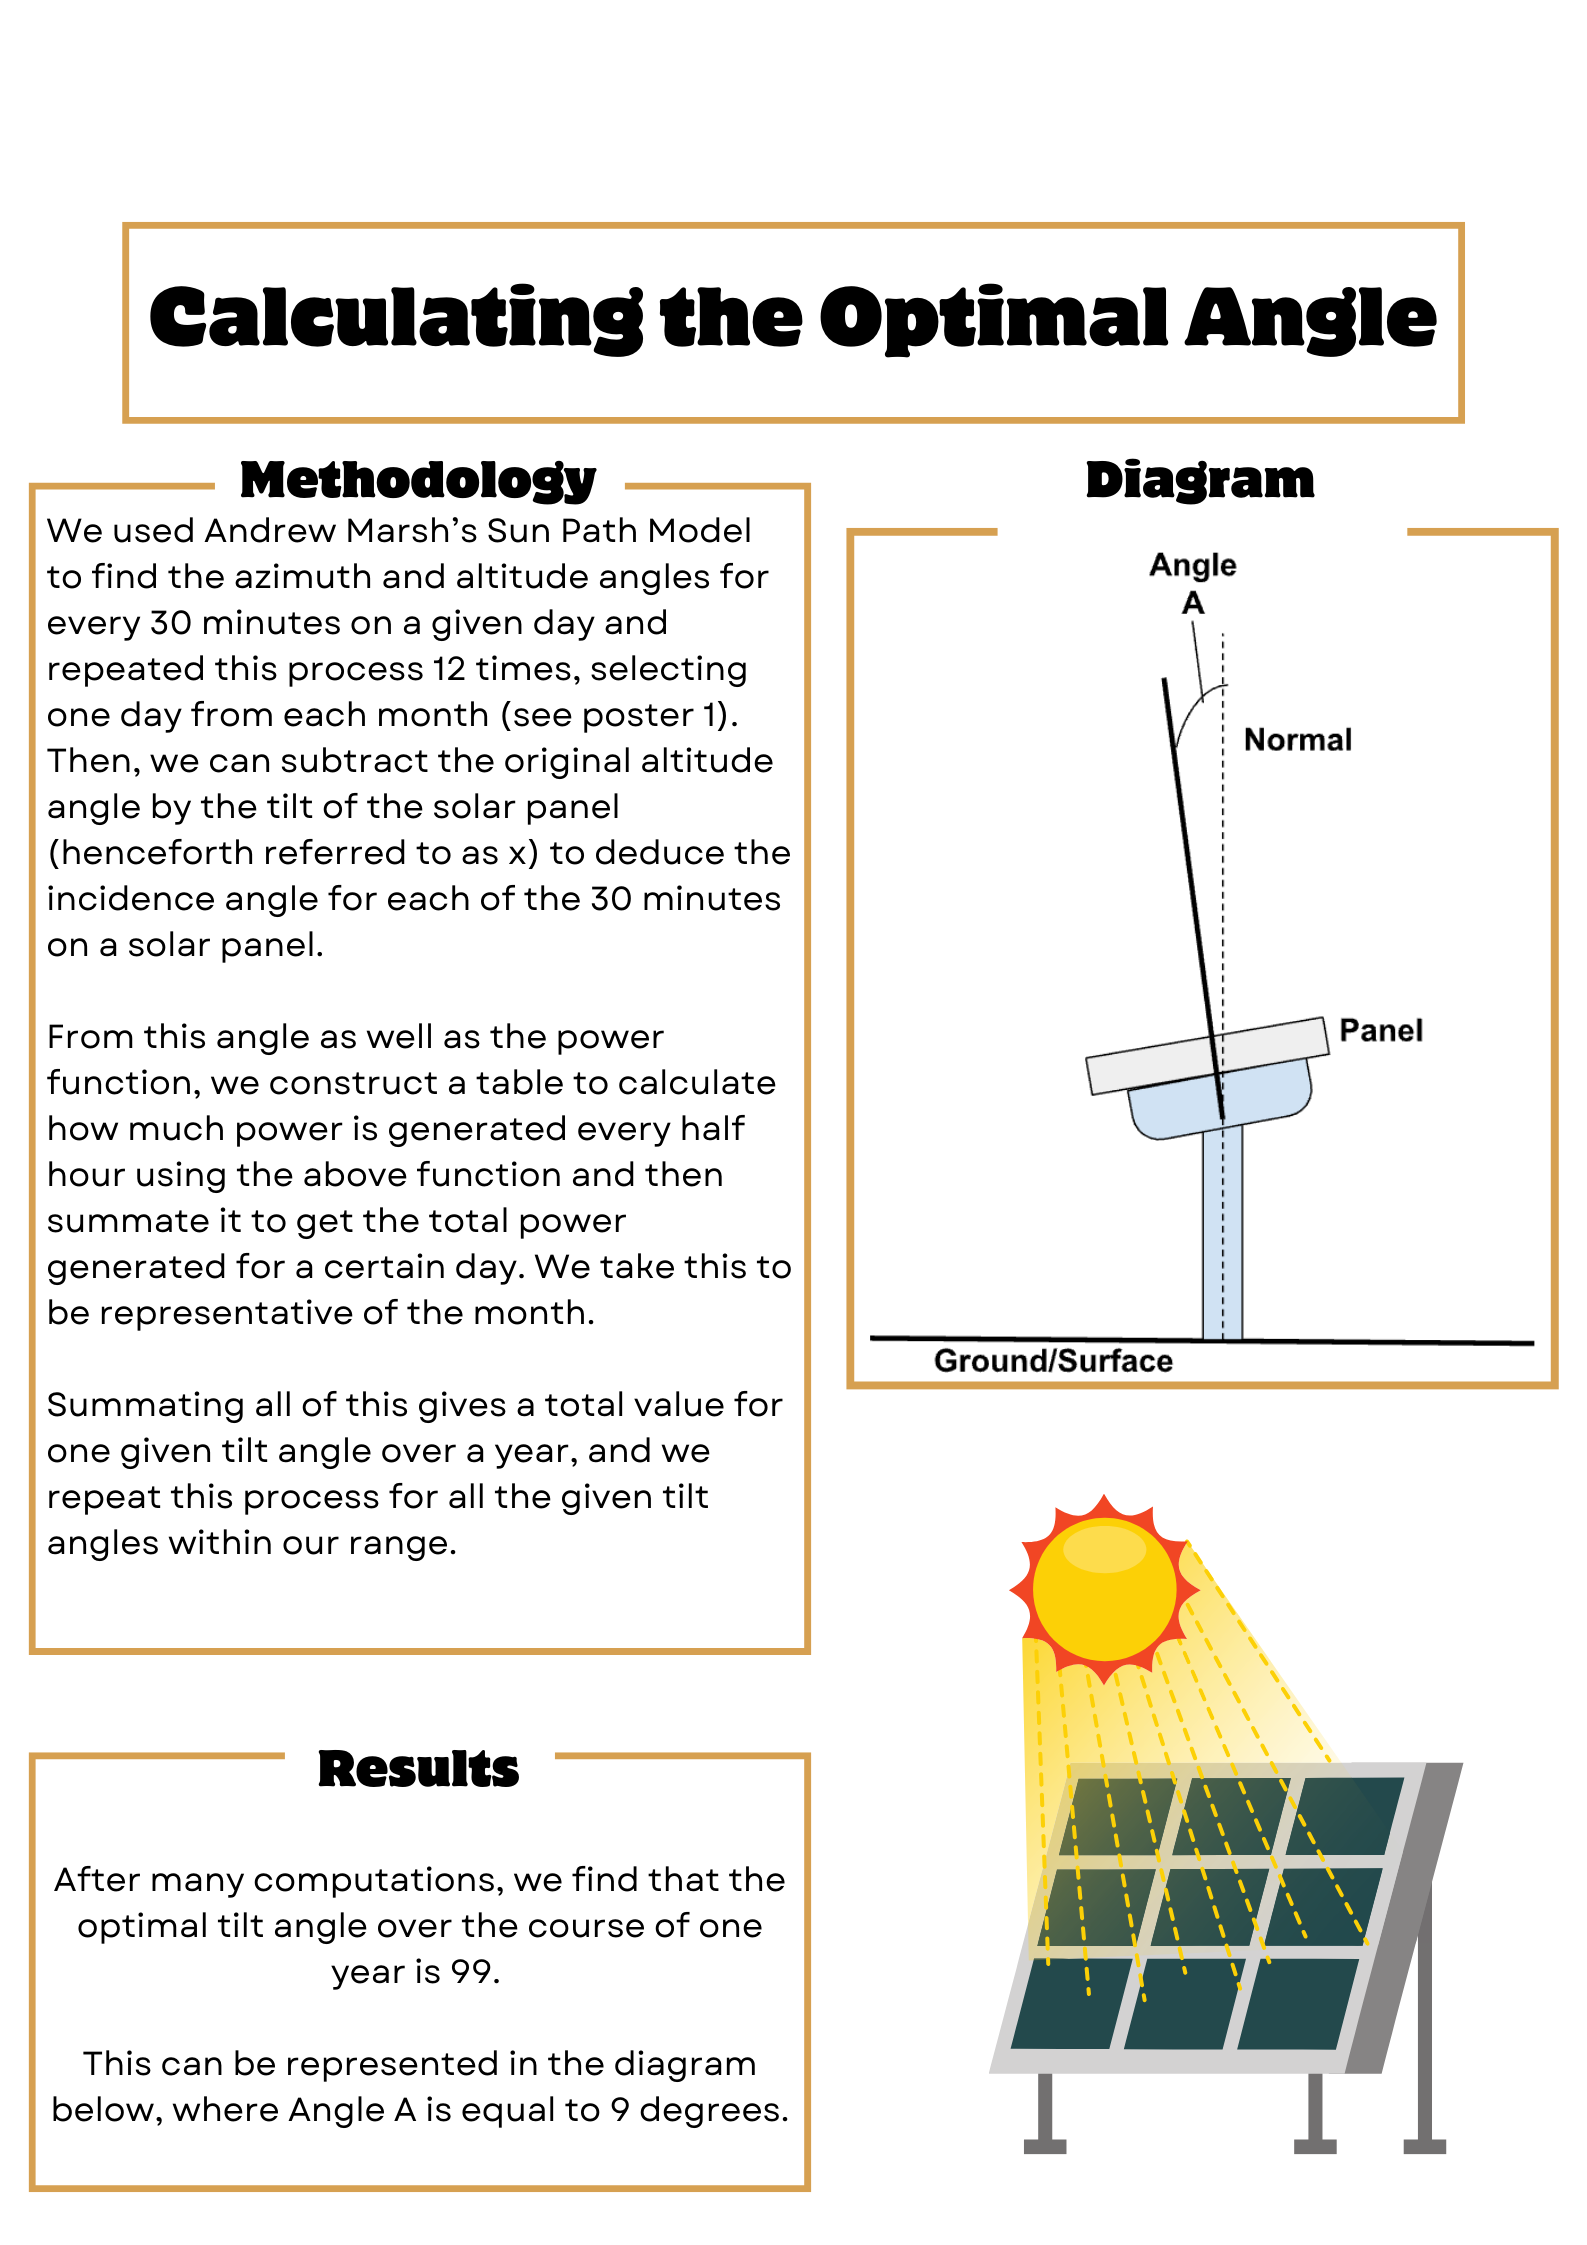 Calculating the Optimal Angle
Methodology
We used Andrew Marsh’s Sun Path Model
to find the azimuth and altitude angles for
every 30 minutes on a given day and
repeated this process 12 times, selecting
one day from each month (see poster 1).
Then, we can subtract the original altitude
angle by the tilt of the solar panel
(henceforth referred to as x) to deduce the
incidence angle for each of the 30 minutes
on a solar panel.
From this angle as well as the power
function, we construct a table to calculate
how much power is generated every half
hour using the above function and then
summate it to get the total power
generated for a certain day. We take this to
be representative of the month.
Summating all of this gives a total value for
one given tilt angle over a year, and we
repeat this process for all the given tilt
angles within our range.
Results
After many computations, we find that the
optimal tilt angle over the course of one
year is 99.
This can be represented in the diagram
below, where Angle A is equal to 9 degrees.
Diagram
Angle
A
Normal
Panel
Ground/Surface